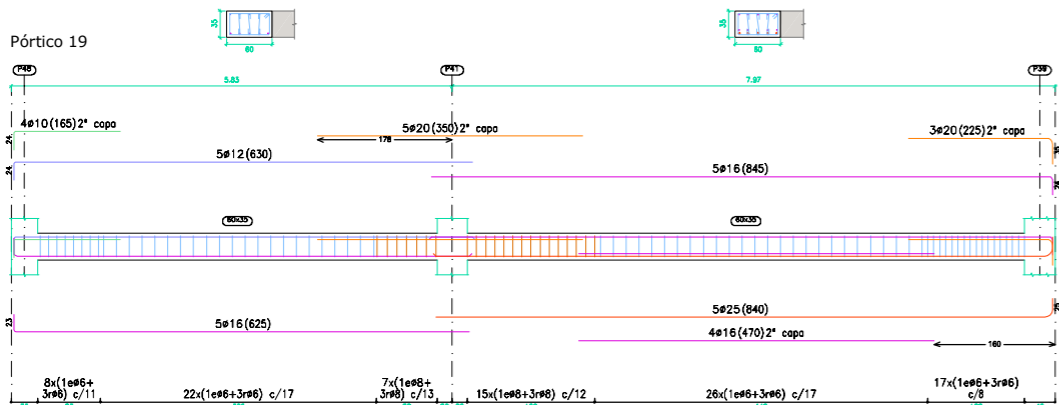 35
60
35
60
Pórtico 19
P41
P39
5.83
7.97
4ø10(165)2ª capa
5ø20(350)2ª capa
3ø20(225)2ª capa
24
178
5ø12(630)
24
5ø16(845)
60x35
60x35
23
5ø16(625)
5ø25(840)
25
4ø16(470)2ª capa
160
8x(1eø6+
3rø6) c/11
22x(1eø6+3rø6) c/17
7x(1eø8+
3rø8) c/13
15x(1eø8+3rø8) c/12
26x(1eø6+3rø6) c/17
17x(1eø6+3rø6)
c/8